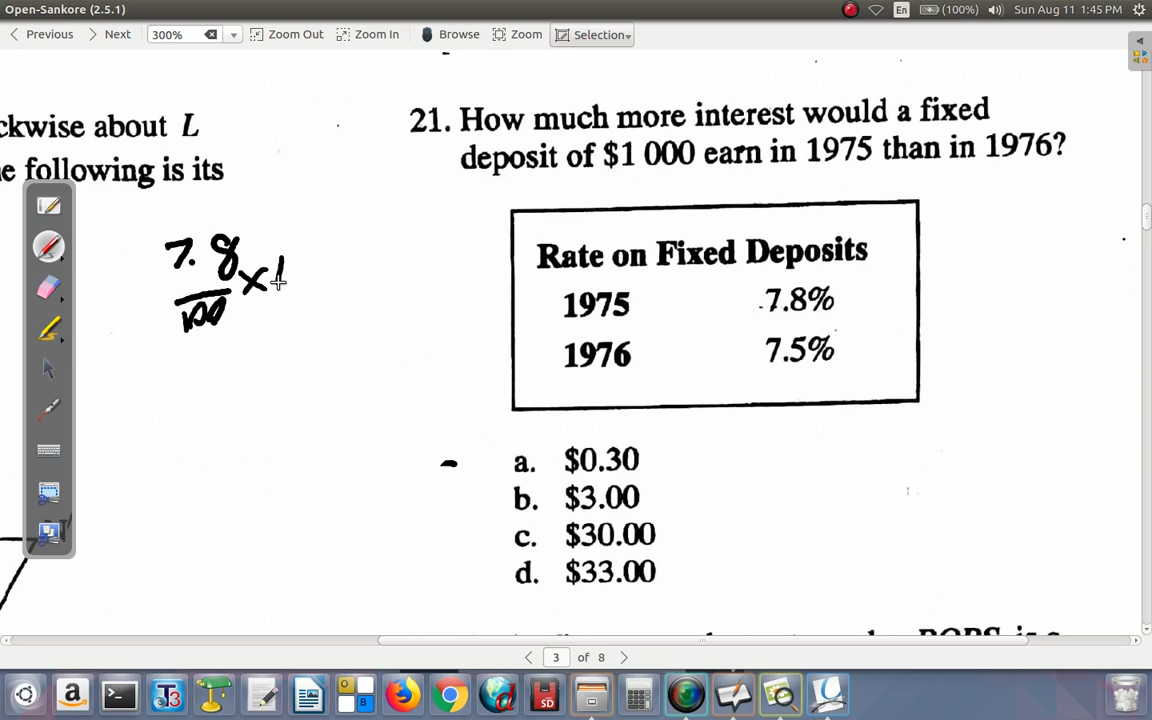 Open-Sankore (2.5.1)
En (100%) Sun Aug 11 1:45 PM
Previous Next 300% Zoom Out Zoom In Browse Zoom Selection
ckwise about L
e following is its
7.8
100
×1
21. How much more interest would a fixed
deposit of $1 000 earn in 1975 than in 1976?
Rate on Fixed Deposits
1975 7.8%
1976 7.5%
a. $0.30
b. $3.00
c. $30.00
d. $33.00
3 of 8